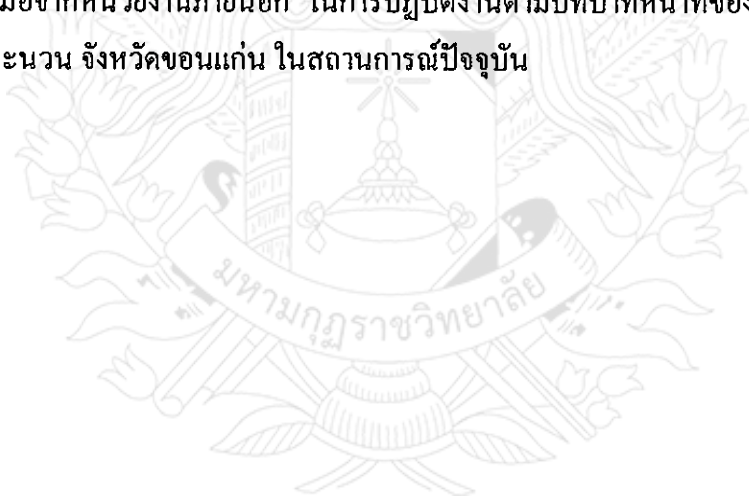 มือจากหน่วยงานภายนอก ในการปฏิบัติงานตามบทบาทหน้าที่ของ
ะนวน จังหวัดขอนแก่น ในสถานการณ์ปัจจุบัน
มหามกุฏราชวิทยาลัย